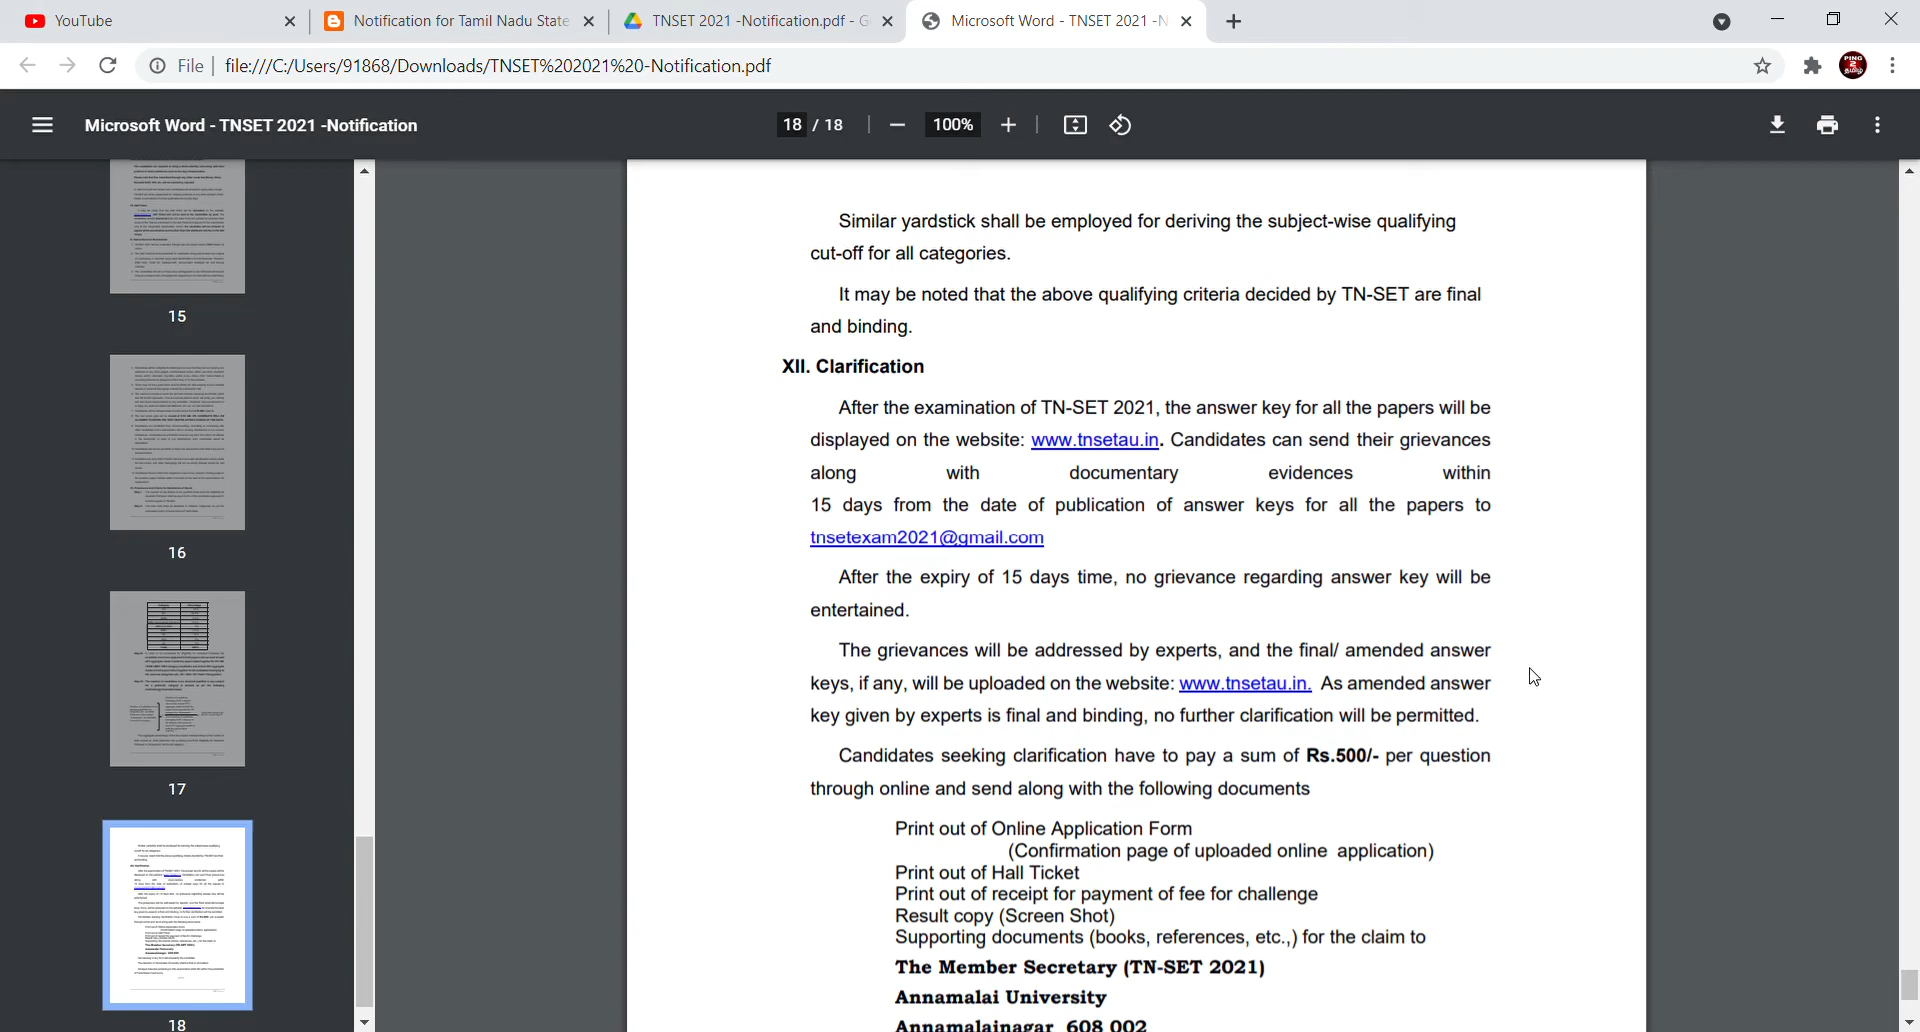 YouTube
Notification for Tamil Nadu State
TNSET 2021 -Notification.pdf - G
Microsoft Word - TNSET 2021 -N
File
file:///C:/Users/91868/Downloads/TNSET%202021%20-Notification.pdf
PING
2
தமிழ்
Microsoft Word - TNSET 2021 -Notification
18 / 18
100%
15
16
17
18
Similar yardstick shall be employed for deriving the subject-wise qualifying
cut-off for all categories.
It may be noted that the above qualifying criteria decided by TN-SET are final
and binding.
XII. Clarification
After the examination of TN-SET 2021, the answer key for all the papers will be
displayed on the website: www.tnsetau.in. Candidates can send their grievances
along with documentary evidences within
15 days from the date of publication of answer keys for all the papers to
tnsetexam2021@gmail.com
After the expiry of 15 days time, no grievance regarding answer key will be
entertained.
The grievances will be addressed by experts, and the final/ amended answer
keys, if any, will be uploaded on the website: www.tnsetau.in. As amended answer
key given by experts is final and binding, no further clarification will be permitted.
Candidates seeking clarification have to pay a sum of Rs.500/- per question
through online and send along with the following documents
Print out of Online Application Form
(Confirmation page of uploaded online application)
Print out of Hall Ticket
Print out of receipt for payment of fee for challenge
Result copy (Screen Shot)
Supporting documents (books, references, etc.,) for the claim to
The Member Secretary (TN-SET 2021)
Annamalai University
Annamalainagar 608 002